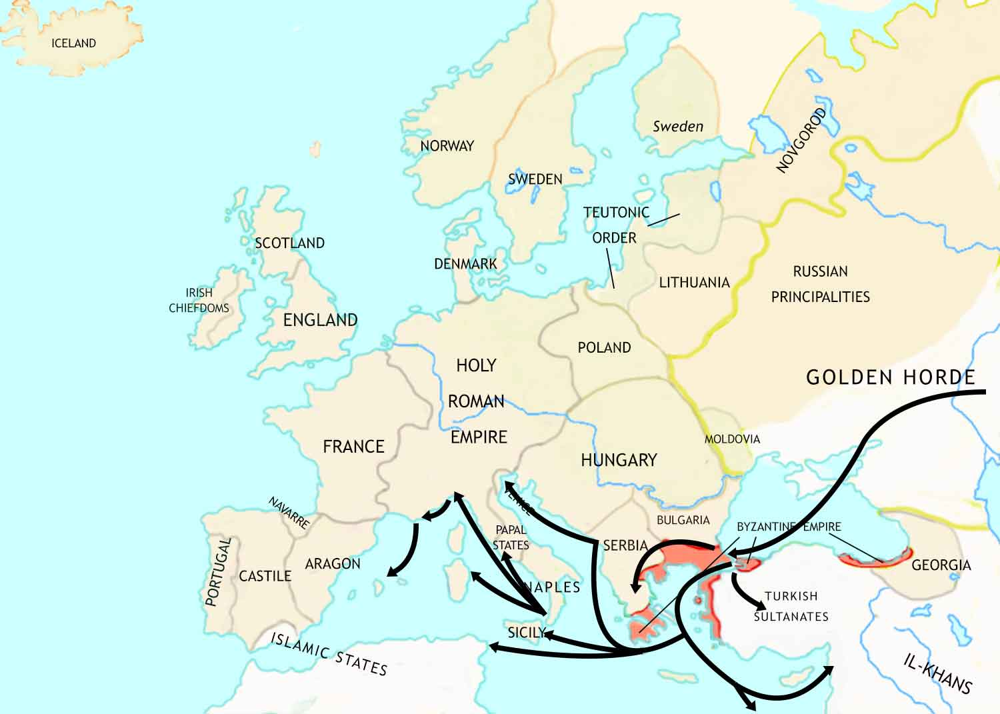 ICELAND
Sweden
NOVGOROD
NORWAY
SWEDEN
TEUTONIC
ORDER
SCOTLAND
DENMARK
LITHUANIA
RUSSIAN
PRINCIPALITIES
IRISH
CHIEFDOMS
ENGLAND
POLAND
HOLY
ROMAN
EMPIRE
GOLDEN HORDE
FRANCE
MOLDOVIA
HUNGARY
VENICE
NAVARRE
BULGARIA
BYZANTINE EMPIRE
PAPAL
STATES
SERBIA
PORTUGAL
CASTILE
ARAGON
GEORGIA
NAPLES
TURKISH
SULTANATES
SICILY
ISLAMIC STATES
IL-KHANS